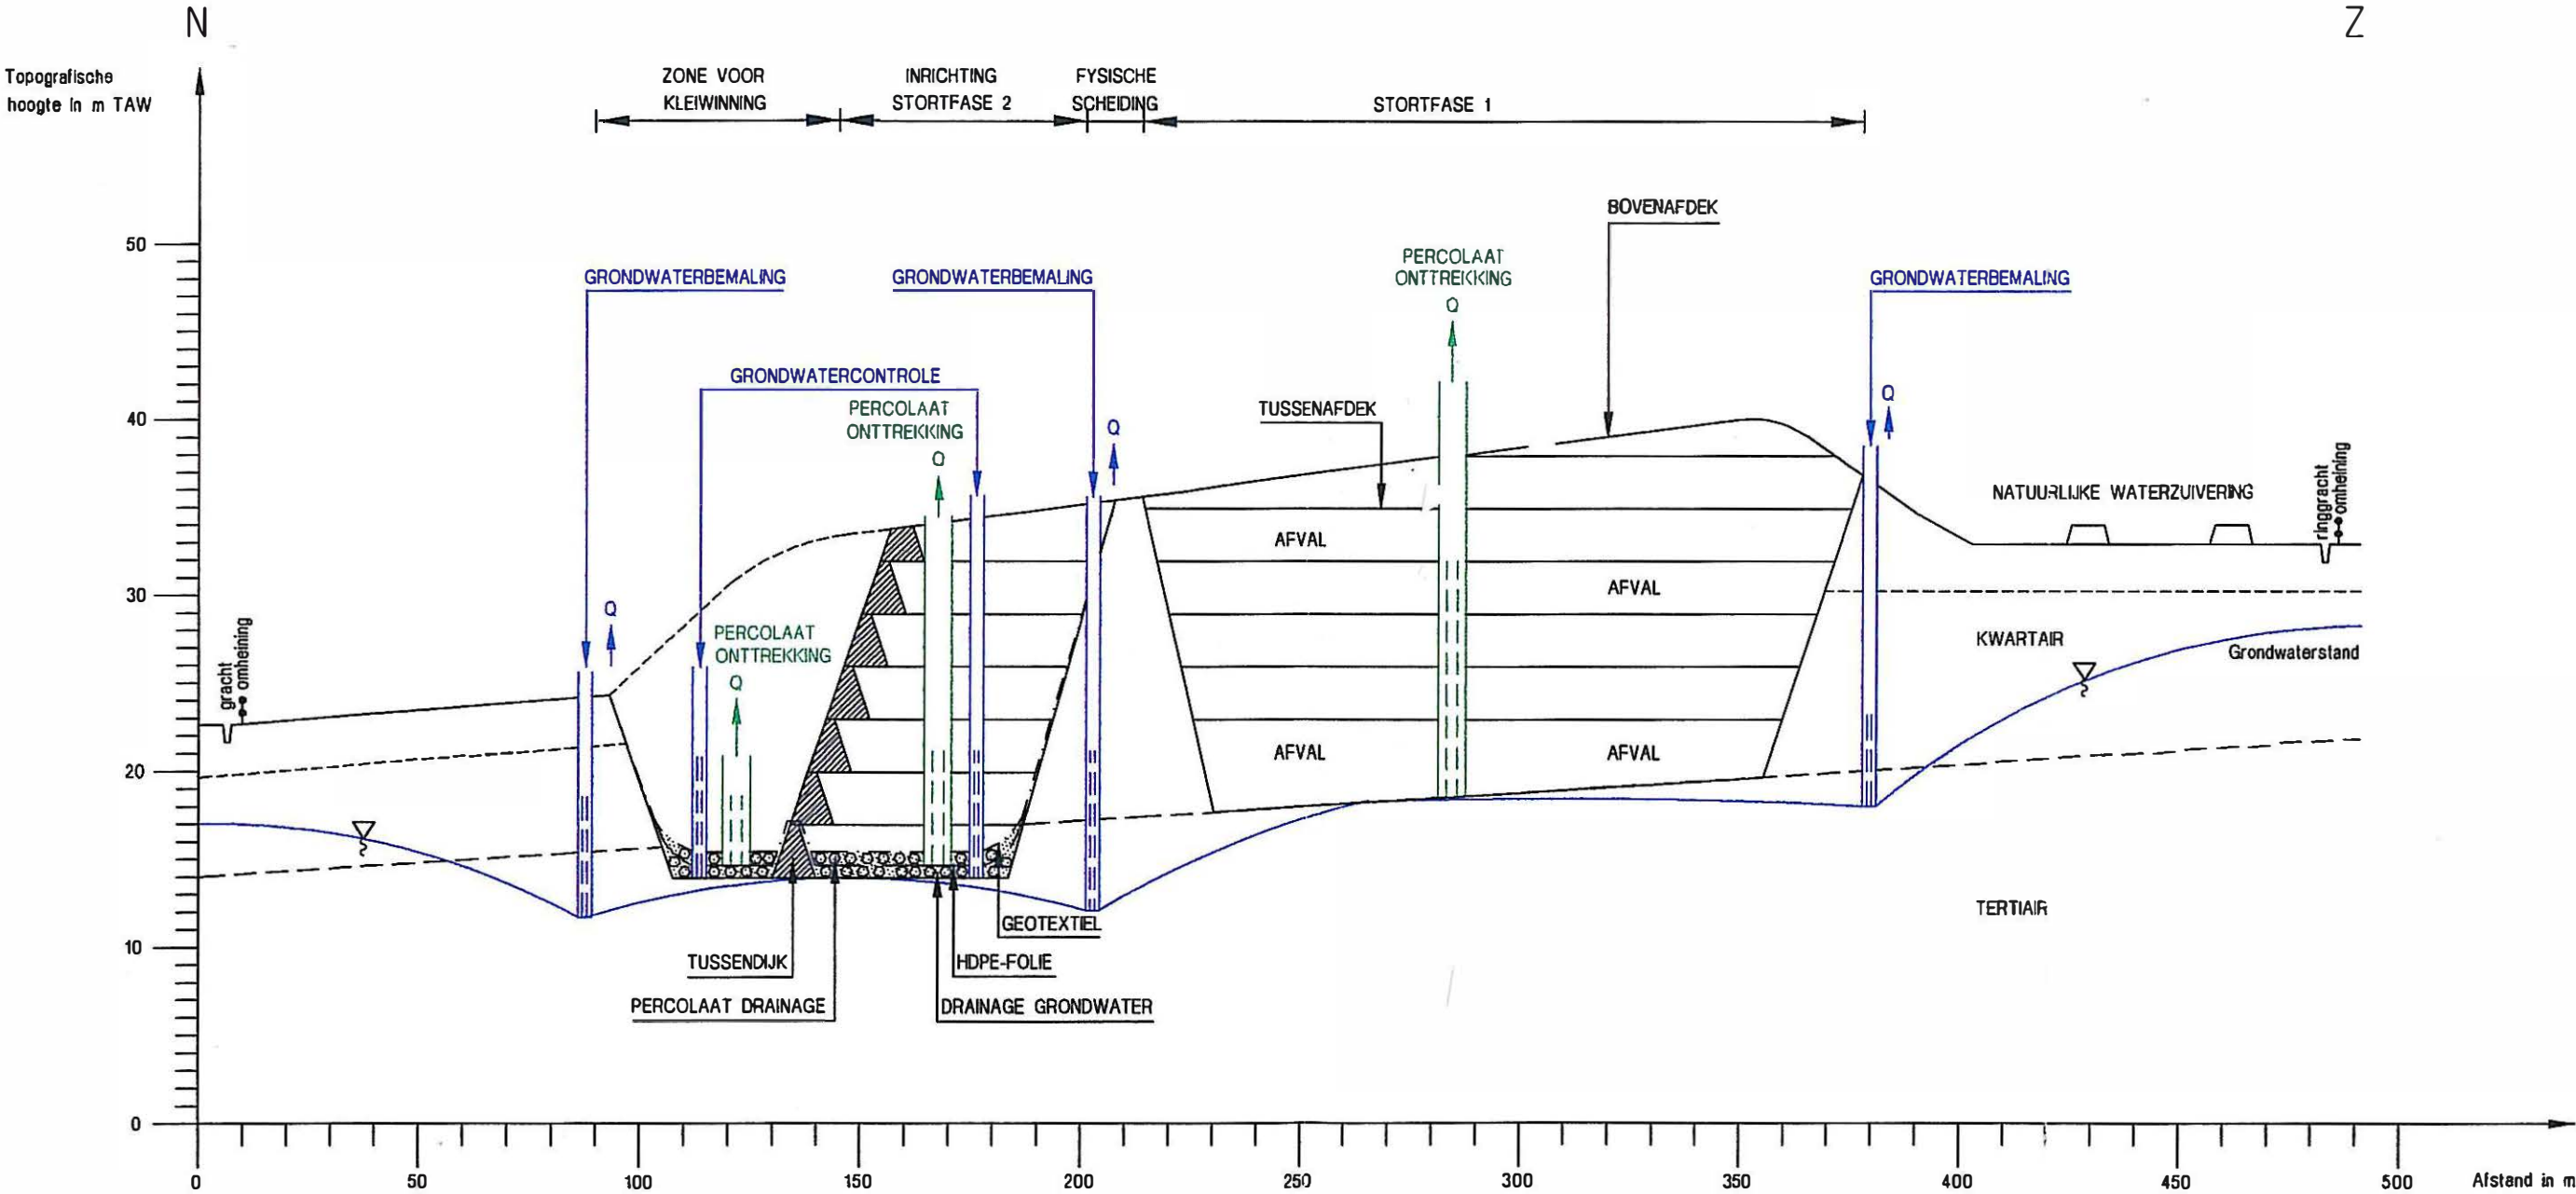 N
Z
Topografische
hoogte in m TAW
ZONE VOOR
KLEIWINNING
INRICHTING
STORTFASE 2
FYSISCHE
SCHEIDING
STORTFASE 1
BOVENAFDEK
50
PERCOLAAT
ONTTREKKING
Q
GRONDWATERBEMALING
GRONDWATERBEMALING
GRONDWATERBEMALING
GRONDWATERCONTROLE
PERCOLAAT
ONTTREKKING
Q
TUSSENAFDEK
Q
Q
40
NATUURLIJKE WATERZUIVERING
ringgracht
omheining
AFVAL
AFVAL
30
Q
gracht
omheining
PERCOLAAT
ONTTREKKING
Q
KWARTAIR
Grondwaterstand
AFVAL
AFVAL
20
TERTIAIR
GEOTEXTIEL
10
TUSSENDIJK
HDPE-FOLIE
PERCOLAAT DRAINAGE
DRAINAGE GRONDWATER
0
0
50
100
150
200
250
300
350
400
450
500
Afstand in m